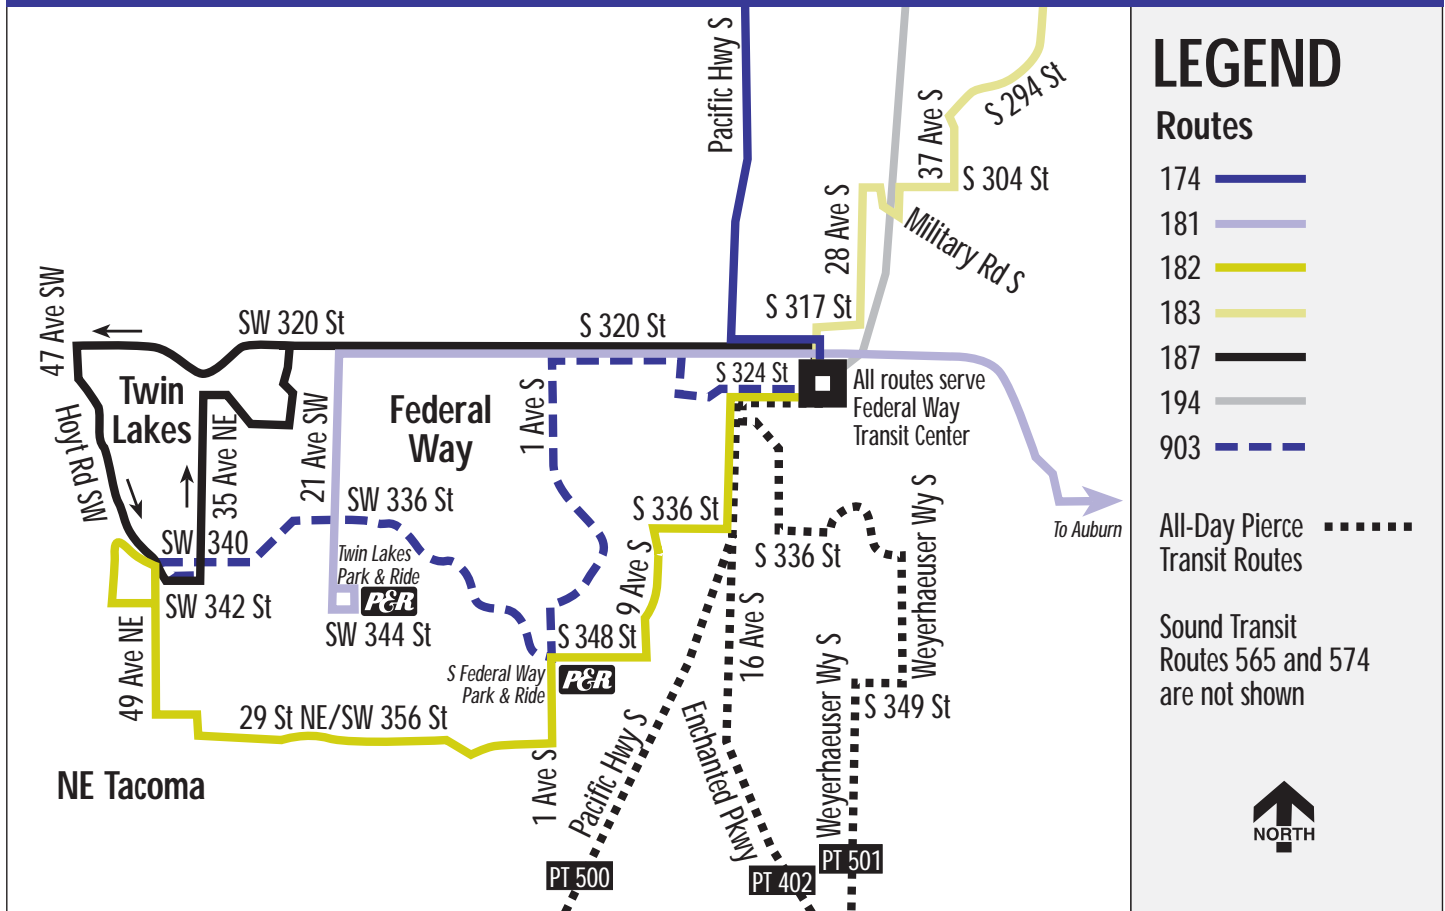 Pacific Hwy S
37 Ave S
S 294 St
S 304 St
28 Ave S
Military Rd S
S 317 St
47 Ave SW
SW 320 St
S 320 St
S 324 St
All routes serve
Federal Way
Transit Center
Twin
Lakes
Federal
Way
Hoyt Rd SW
35 Ave NE
21 Ave SW
1 Ave S
SW 336 St
S 336 St
S 336 St
SW 340
Twin Lakes
Park & Ride
P&R
SW 342 St
SW 344 St
9 Ave S
S 348 St
S Federal Way
Park & Ride
P&R
16 Ave S
Weyerhaeuser Wy S
Weyerhaeuser Wy S
S 349 St
To Auburn
49 Ave NE
29 St NE/SW 356 St
1 Ave S
Pacific Hwy S
Enchanted Pkwy
NE Tacoma
PT 500
PT 402
PT 501
LEGEND
Routes
174
181
182
183
187
194
903
All-Day Pierce
Transit Routes
Sound Transit
Routes 565 and 574
are not shown
NORTH